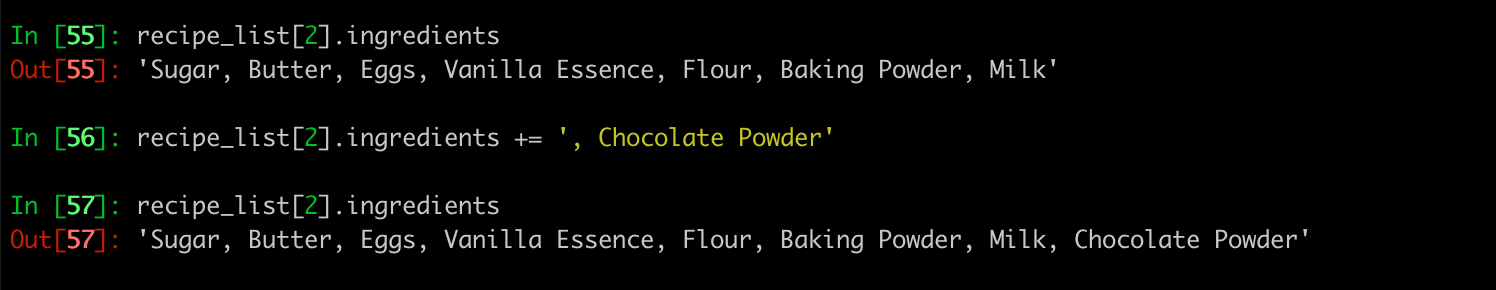 In [55]: recipe_list[2].ingredients
Out[55]: 'Sugar, Butter, Eggs, Vanilla Essence, Flour, Baking Powder, Milk'
In [56]: recipe_list[2].ingredients += ', Chocolate Powder'
In [57]: recipe_list[2].ingredients
Out[57]: 'Sugar, Butter, Eggs, Vanilla Essence, Flour, Baking Powder, Milk, Chocolate Powder'